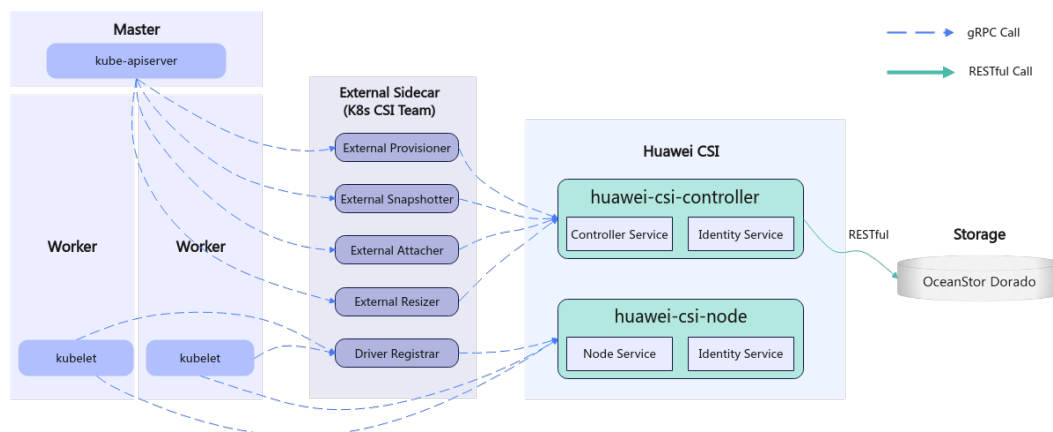 Master
kube-apiserver
gRPC Call
RESTful Call
External Sidecar
(K8s CSI Team)
External Provisioner
External Snapshotter
External Attacher
External Resizer
Driver Registrar
Worker
Worker
kubelet
kubelet
Huawei CSI
huawei-csi-controller
Controller Service
Identity Service
huawei-csi-node
Node Service
Identity Service
RESTful
Storage
OceanStor Dorado